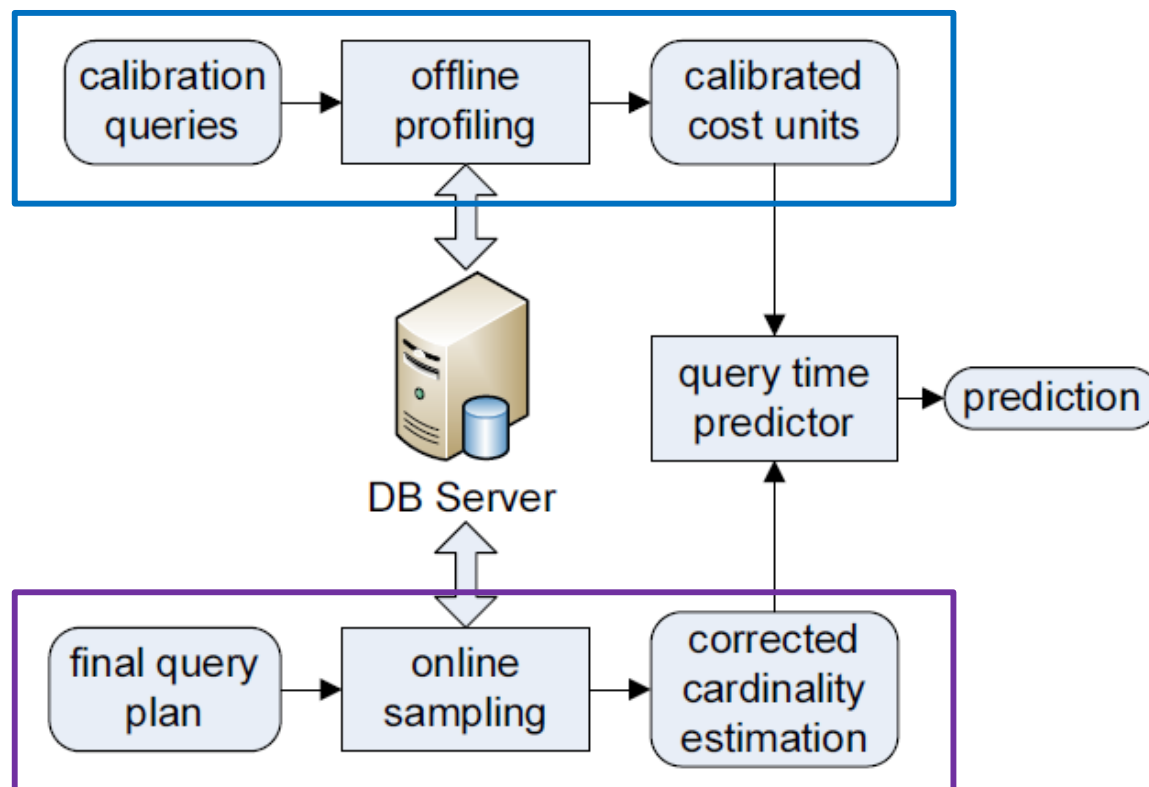 calibration
queries
offline
profiling
calibrated
cost units
DB Server
query time
predictor
prediction
final query
plan
online
sampling
corrected
cardinality
estimation